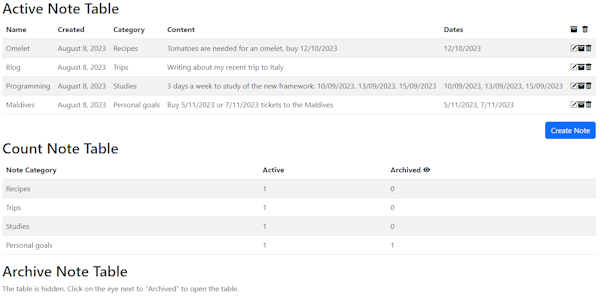 Active Note Table
Name Created Category Content Dates
Omelet August 8, 2023 Recipes Tomatoes are needed for an omelet, buy 12/10/2023 12/10/2023
Blog August 8, 2023 Trips Writing about my recent trip to Italy
Programming August 8, 2023 Studies 3 days a week to study of the new framework: 10/09/2023, 13/09/2023, 15/09/2023 10/09/2023, 13/09/2023, 15/09/2023
Maldives August 8, 2023 Personal goals Buy 5/11/2023 or 7/11/2023 tickets to the Maldives 5/11/2023, 7/11/2023
Create Note
Count Note Table
Note Category Active Archived
Recipes 1 0
Trips 1 0
Studies 1 0
Personal goals 1 1
Archive Note Table
The table is hidden. Click on the eye next to "Archived" to open the table.